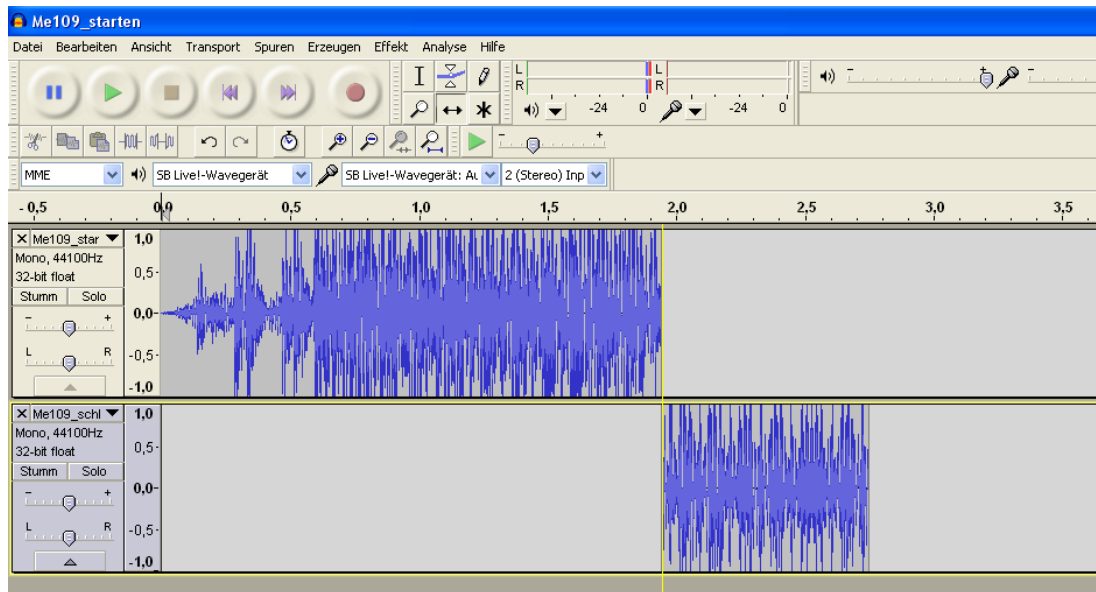 Me109_starten
Datei Bearbeiten Ansicht Transport Spuren Erzeugen Effekt Analyse Hilfe
L L
R R
-24 0 -24 0
MME SB Live!-Wavegerät SB Live!-Wavegerät: Au 2 (Stereo) Inp
- 0,5 0,0 0,5 1,0 1,5 2,0 2,5 3,0 3,5
Me109_star 1,0
Mono, 44100Hz
32-bit float 0,5
Stumm Solo
- + 0,0
L R -0,5
-1,0
Me109_schl 1,0
Mono, 44100Hz
32-bit float 0,5
Stumm Solo
- + 0,0
L R -0,5
-1,0